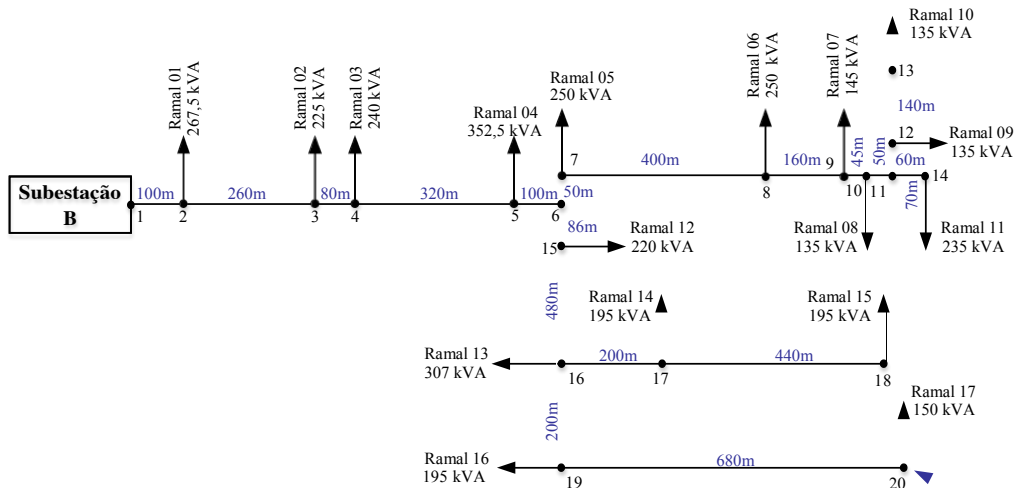 Ramal 10
135 kVA
Ramal 01
267,5 kVA
Ramal 02
225 kVA
Ramal 03
240 kVA
Ramal 04
352,5 kVA
Ramal 05
250 kVA
Ramal 06
250 kVA
Ramal 07
145 kVA
13
140m
12
Ramal 09
135 kVA
7
400m
160m
9
45m
50m
60m
Subestação
B
100m
260m
80m
320m
100m
50m
8
10
11
14
70m
1
2
3
4
5
6
86m
15
Ramal 12
220 kVA
Ramal 08
135 kVA
Ramal 11
235 kVA
480m
Ramal 14
195 kVA
Ramal 15
195 kVA
Ramal 13
307 kVA
200m
440m
16
17
18
200m
Ramal 17
150 kVA
Ramal 16
195 kVA
680m
19
20